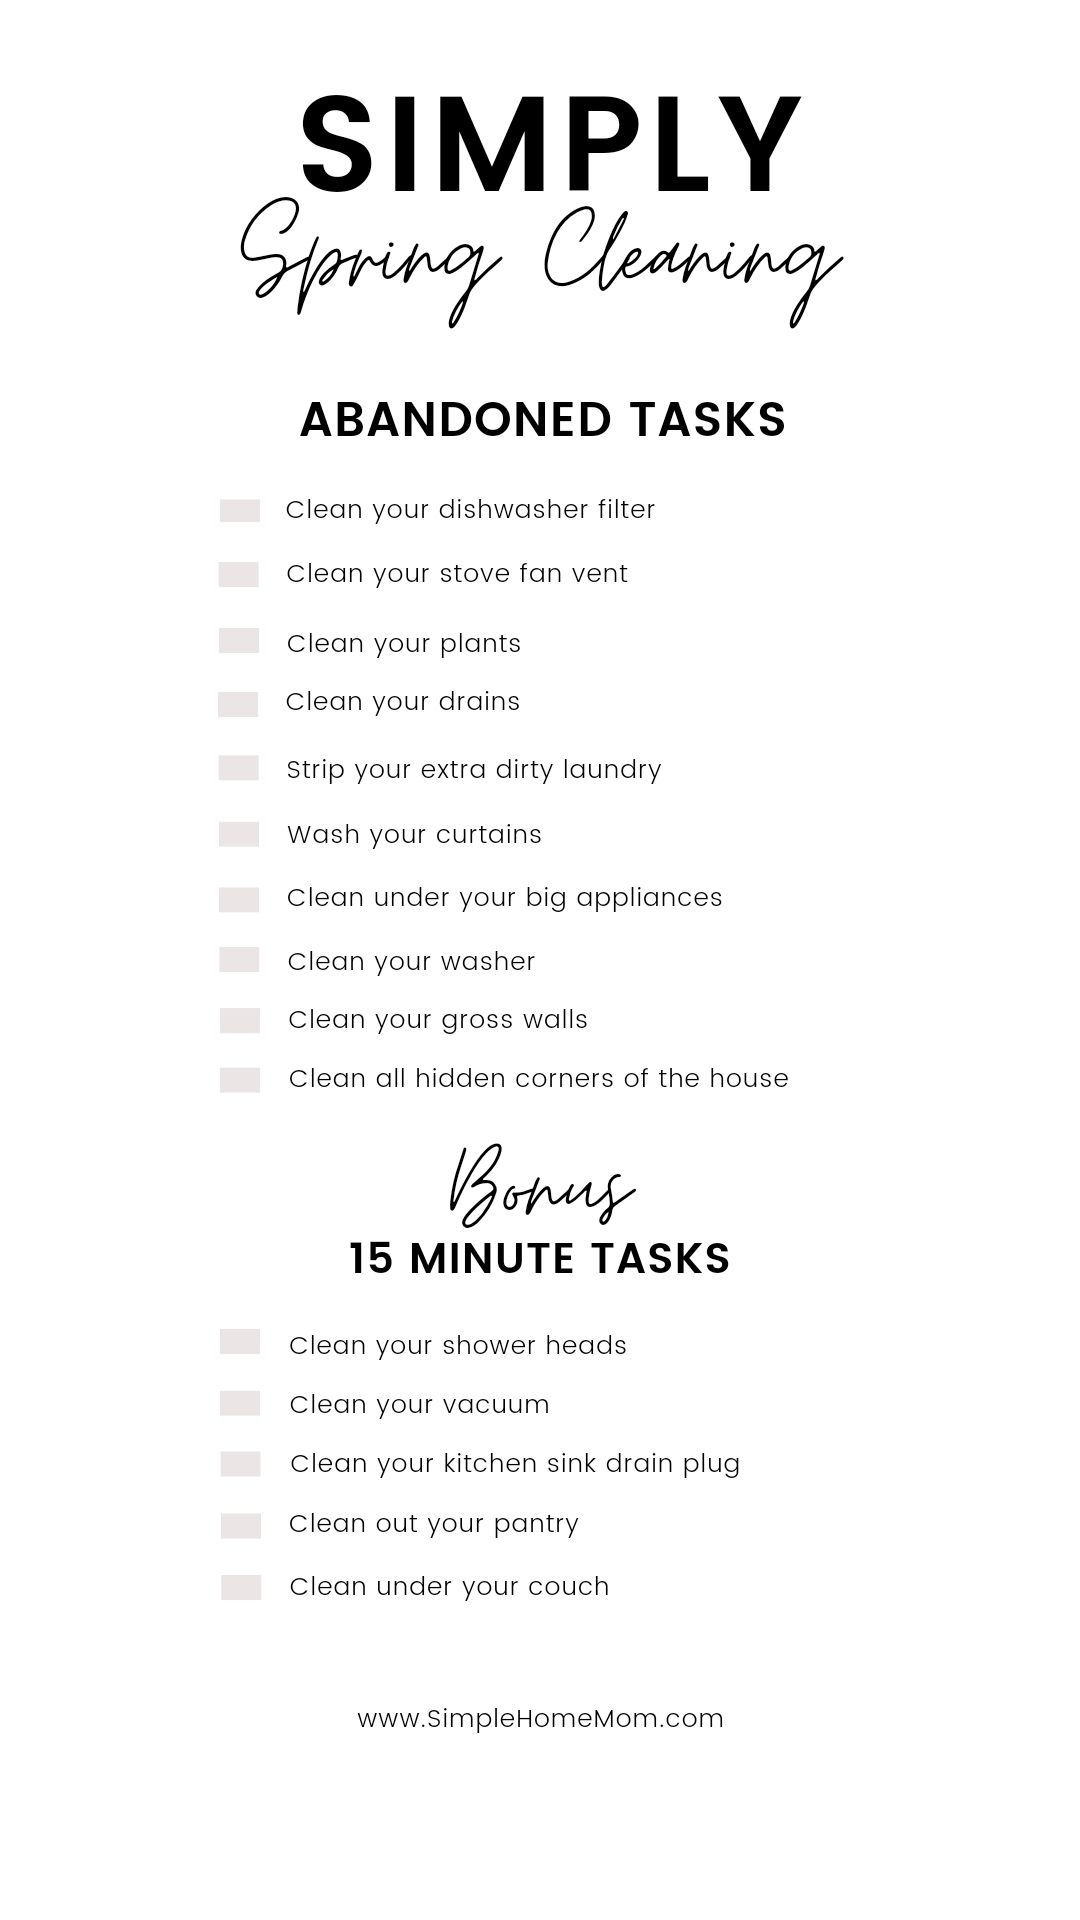 SIMPLY
Spring Cleaning
ABANDONED TASKS
Clean your dishwasher filter
Clean your stove fan vent
Clean your plants
Clean your drains
Strip your extra dirty laundry
Wash your curtains
Clean under your big appliances
Clean your washer
Clean your gross walls
Clean all hidden corners of the house
Bonus
15 MINUTE TASKS
Clean your shower heads
Clean your vacuum
Clean your kitchen sink drain plug
Clean out your pantry
Clean under your couch
www.SimpleHomeMom.com